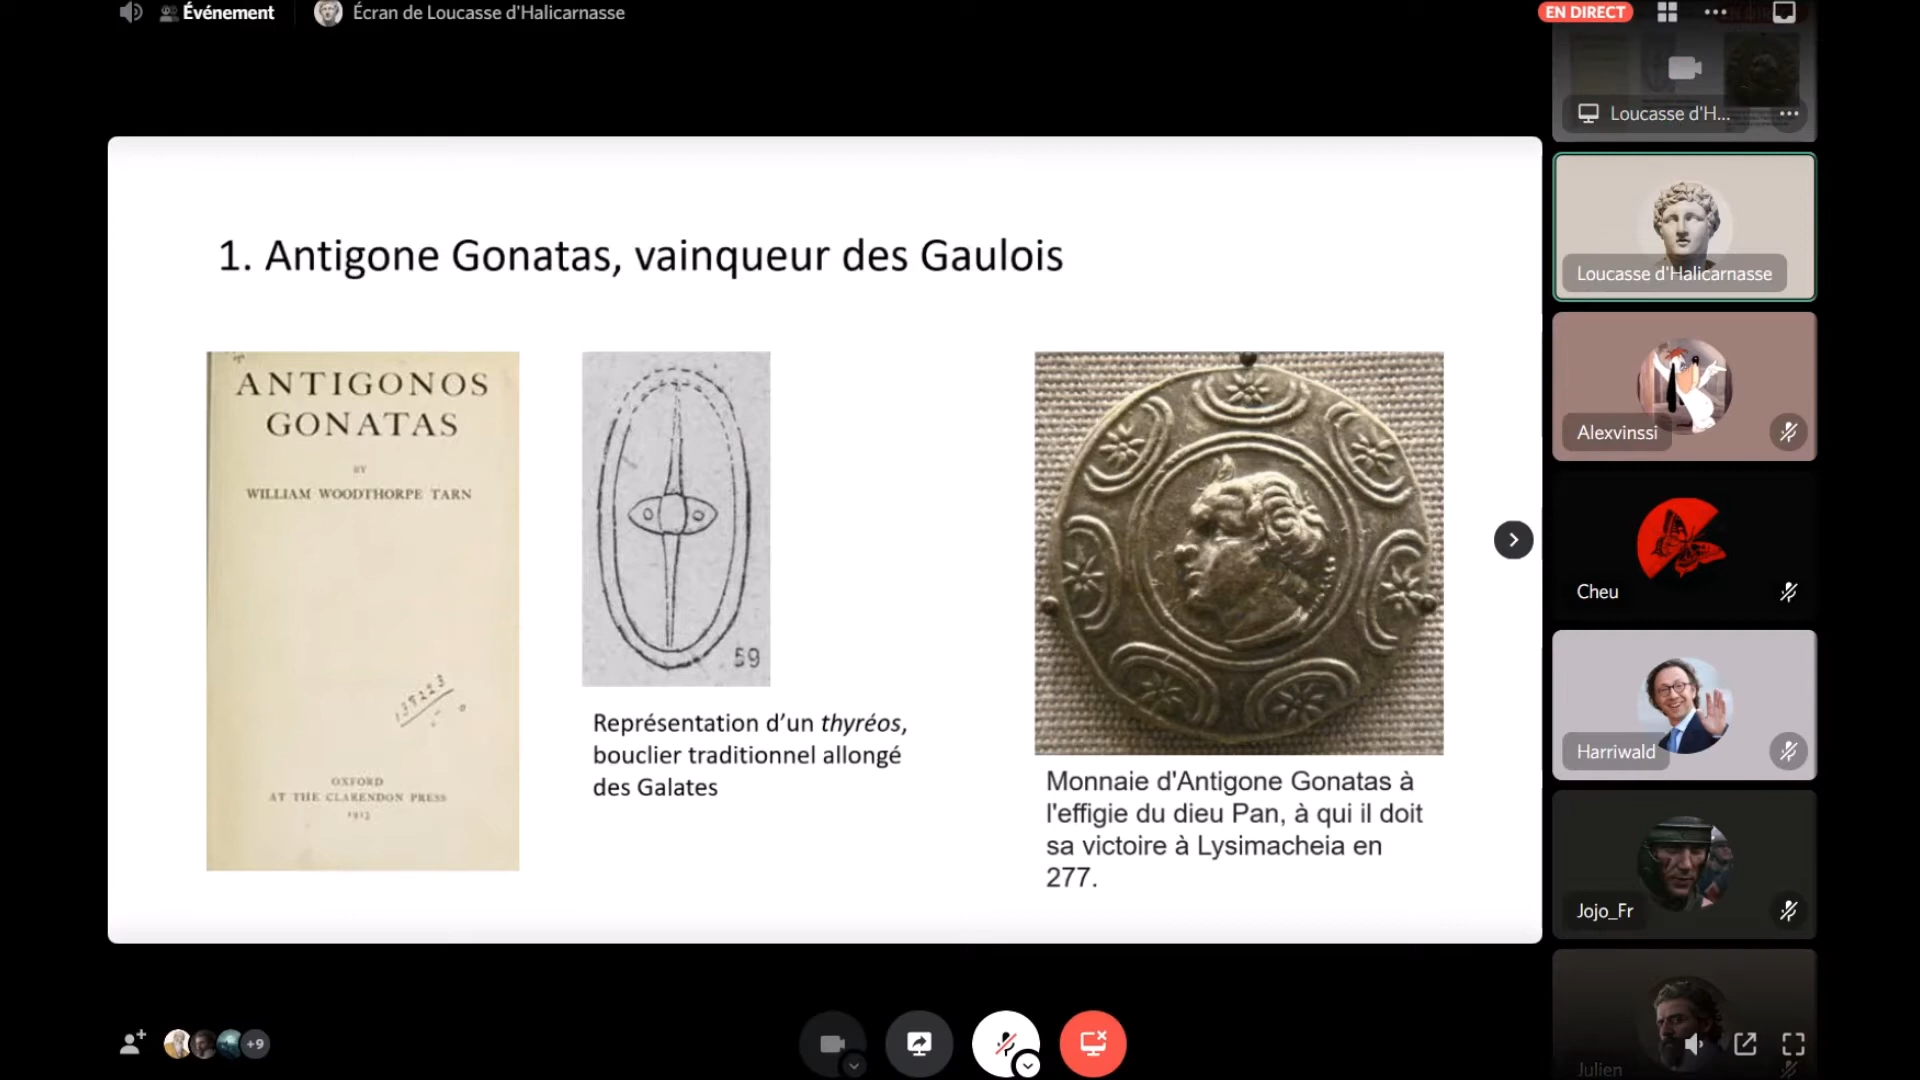 Événement
Écran de Loucasse d'Halicarnasse
EN DIRECT
Loucasse d'H...
1. Antigone Gonatas, vainqueur des Gaulois
ANTIGONOS
GONATAS
BY
WILLIAM WOODTHORPE TARN
OXFORD
AT THE CLARENDON PRESS
1913
59
Représentation d'un thyréos,
bouclier traditionnel allongé
des Galates
Monnaie d'Antigone Gonatas à
l'effigie du dieu Pan, à qui il doit
sa victoire à Lysimacheia en
277.
Loucasse d'Halicarnasse
Alexvinssi
Cheu
Harriwald
Jojo_Fr
Julien
+9